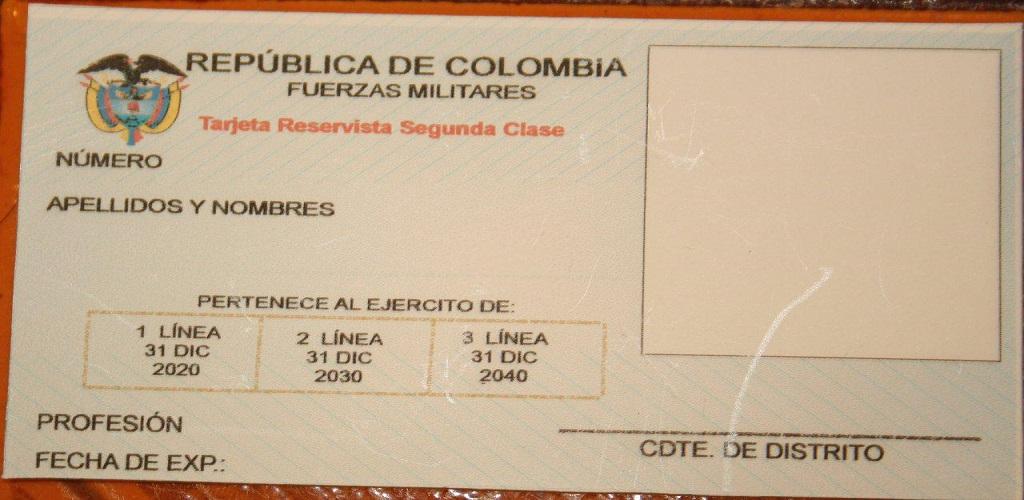 REPÚBLICA DE COLOMBiA
FUERZAS MILITARES
Tarjeta Reservista Segunda Clase
NÚMERO
APELLIDOS Y NOMBRES
PERTENECE AL EJERCITO DE:
1 LÍNEA
31 DIC
2020
2 LÍNEA
31 DIC
2030
3 LÍNEA
31 DIC
2040
PROFESIÓN
FECHA DE EXP.:
CDTE. DE DISTRITO